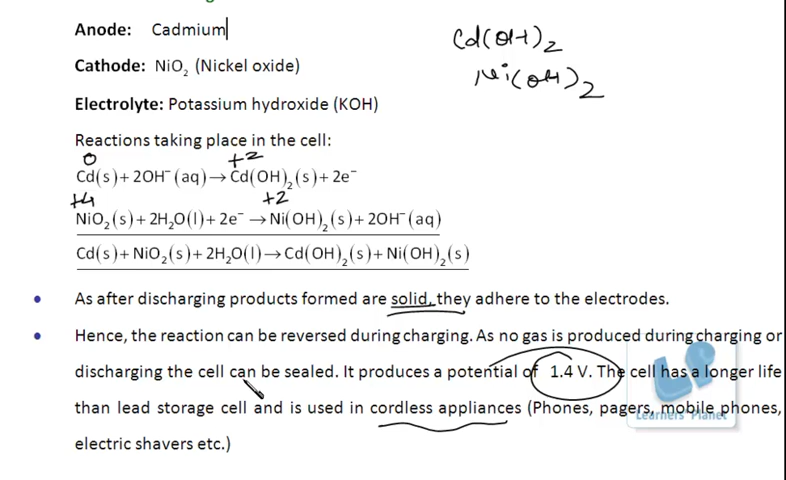 Anode: Cadmium
Cd(OH)₂
Cathode: NiO₂ (Nickel oxide)
Ni(OH)₂
Electrolyte: Potassium hydroxide (KOH)
Reactions taking place in the cell:
0 +2
Cd(s)+2OH⁻(aq)→Cd(OH)₂(s)+2e⁻
+4 +2
NiO₂(s)+2H₂O(l)+2e⁻→Ni(OH)₂(s)+2OH⁻(aq)
Cd(s)+NiO₂(s)+2H₂O(l)→Cd(OH)₂(s)+Ni(OH)₂(s)
• As after discharging products formed are solid, they adhere to the electrodes.
• Hence, the reaction can be reversed during charging. As no gas is produced during charging or
discharging the cell can be sealed. It produces a potential of 1.4 V. The cell has a longer life
than lead storage cell and is used in cordless appliances (Phones, pagers, mobile phones,
Learners Planet
electric shavers etc.)